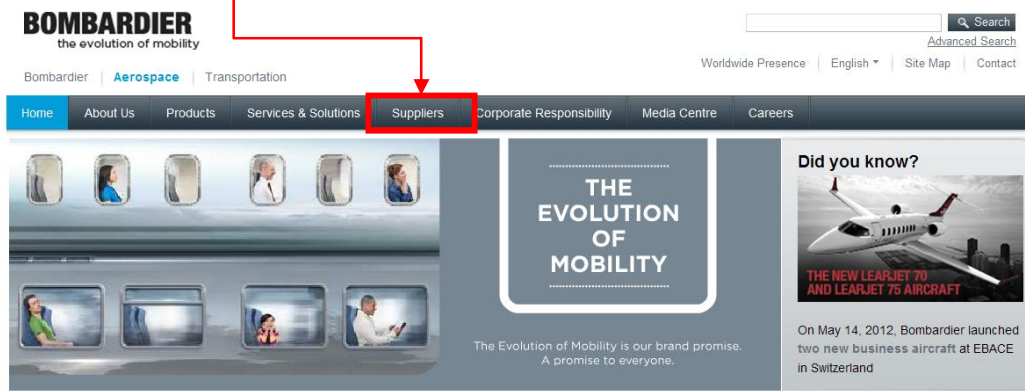 BOMBARDIER
the evolution of mobility
Search
Advanced Search
Worldwide Presence | English | Site Map | Contact
Bombardier | Aerospace | Transportation
Home About Us Products Services & Solutions Suppliers Corporate Responsibility Media Centre Careers
THE
EVOLUTION
OF
MOBILITY
The Evolution of Mobility is our brand promise.
A promise to everyone.
Did you know?
THE NEW LEARJET 70
AND LEARJET 75 AIRCRAFT
On May 14, 2012, Bombardier launched
two new business aircraft at EBACE
in Switzerland